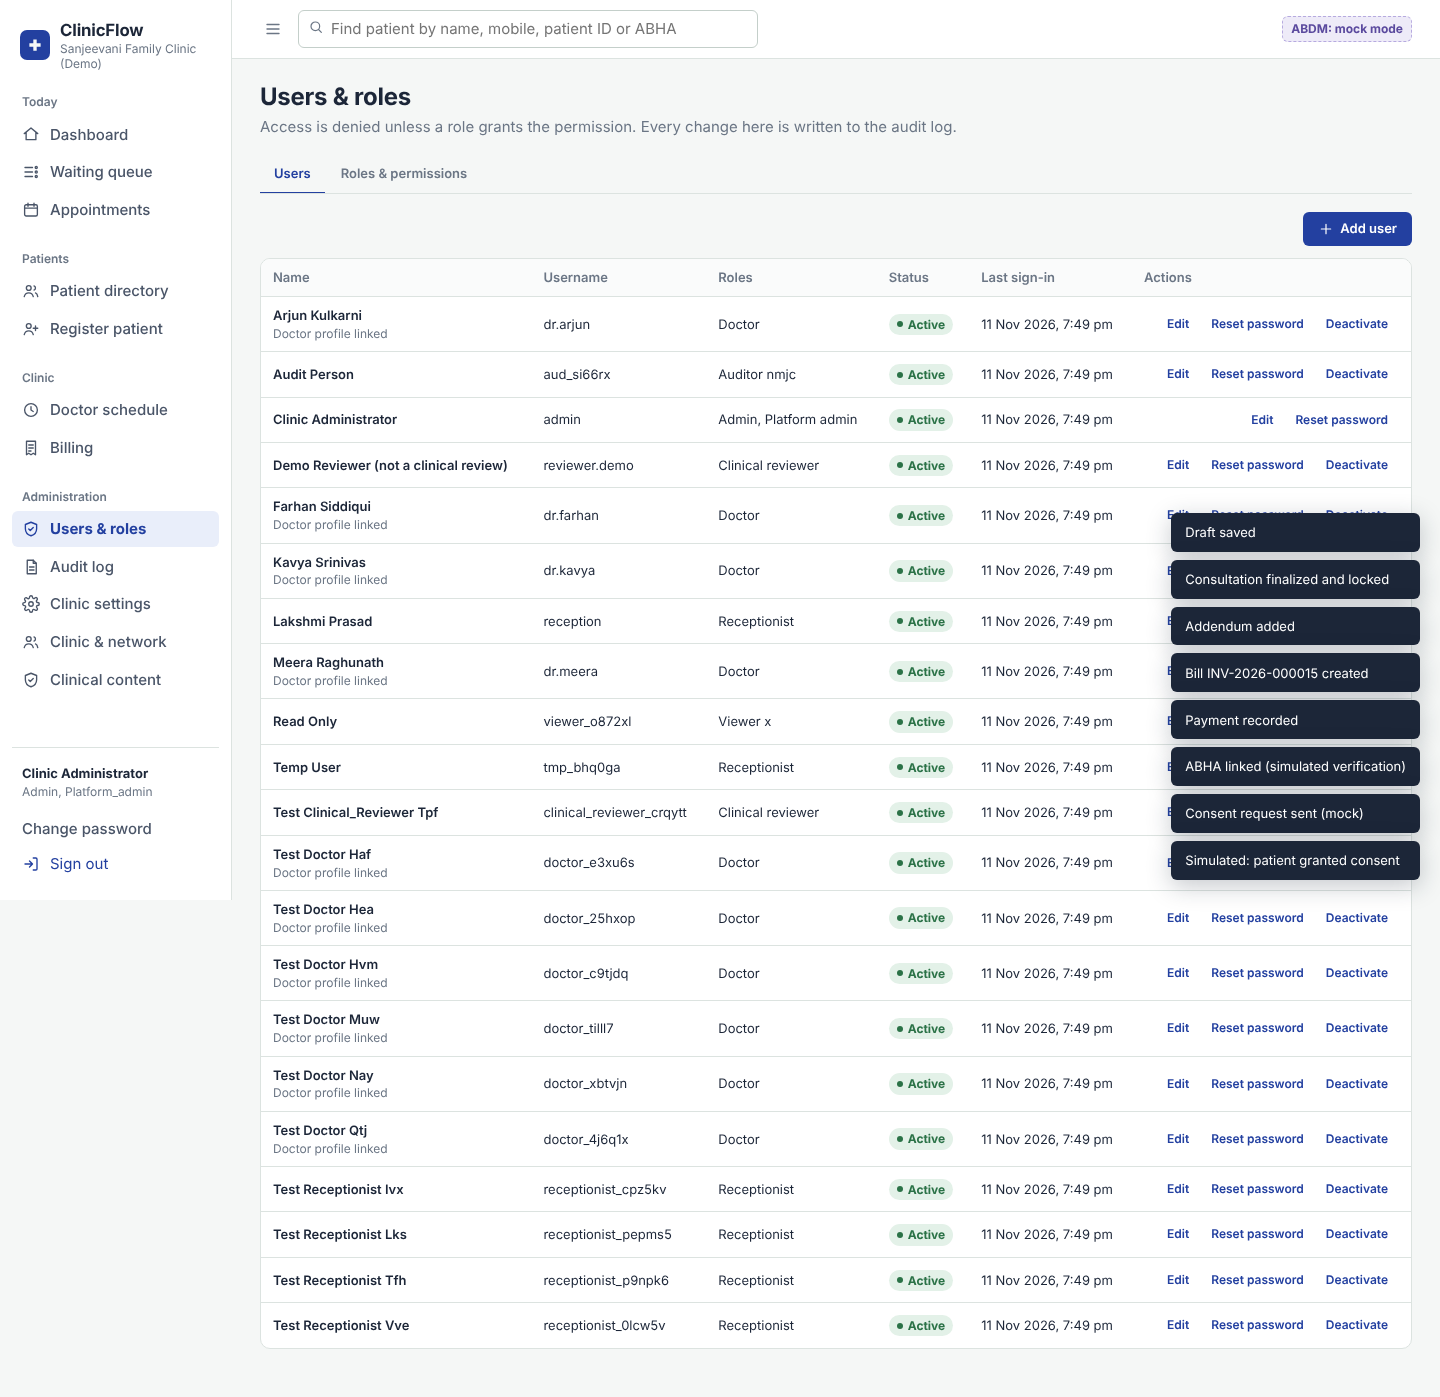 ClinicFlow
Sanjeevani Family Clinic
(Demo)
Today
Dashboard
Waiting queue
Appointments
Patients
Patient directory
Register patient
Clinic
Doctor schedule
Billing
Administration
Users & roles
Audit log
Clinic settings
Clinic & network
Clinical content
Clinic Administrator
Admin, Platform_admin
Change password
Sign out
Find patient by name, mobile, patient ID or ABHA
ABDM: mock mode
Users & roles
Access is denied unless a role grants the permission. Every change here is written to the audit log.
Users Roles & permissions
+ Add user
Name Username Roles Status Last sign-in Actions
Arjun Kulkarni
Doctor profile linked
dr.arjun Doctor Active 11 Nov 2026, 7:49 pm Edit Reset password Deactivate
Audit Person aud_si66rx Auditor nmjc Active 11 Nov 2026, 7:49 pm Edit Reset password Deactivate
Clinic Administrator admin Admin, Platform admin Active 11 Nov 2026, 7:49 pm Edit Reset password
Demo Reviewer (not a clinical review) reviewer.demo Clinical reviewer Active 11 Nov 2026, 7:49 pm Edit Reset password Deactivate
Farhan Siddiqui
Doctor profile linked
dr.farhan Doctor Active 11 Nov 2026, 7:49 pm
Kavya Srinivas
Doctor profile linked
dr.kavya Doctor Active 11 Nov 2026, 7:49 pm
Lakshmi Prasad reception Receptionist Active 11 Nov 2026, 7:49 pm
Meera Raghunath
Doctor profile linked
dr.meera Doctor Active 11 Nov 2026, 7:49 pm
Read Only viewer_o872xl Viewer x Active 11 Nov 2026, 7:49 pm
Temp User tmp_bhq0ga Receptionist Active 11 Nov 2026, 7:49 pm
Test Clinical_Reviewer Tpf clinical_reviewer_crqytt Clinical reviewer Active 11 Nov 2026, 7:49 pm
Test Doctor Haf
Doctor profile linked
doctor_e3xu6s Doctor Active 11 Nov 2026, 7:49 pm
Draft saved
Consultation finalized and locked
Addendum added
Bill INV-2026-000015 created
Payment recorded
ABHA linked (simulated verification)
Consent request sent (mock)
Simulated: patient granted consent
Test Doctor Hea
Doctor profile linked
doctor_25hxop Doctor Active 11 Nov 2026, 7:49 pm Edit Reset password Deactivate
Test Doctor Hvm
Doctor profile linked
doctor_c9tjdq Doctor Active 11 Nov 2026, 7:49 pm Edit Reset password Deactivate
Test Doctor Muw
Doctor profile linked
doctor_tilll7 Doctor Active 11 Nov 2026, 7:49 pm Edit Reset password Deactivate
Test Doctor Nay
Doctor profile linked
doctor_xbtvjn Doctor Active 11 Nov 2026, 7:49 pm Edit Reset password Deactivate
Test Doctor Qtj
Doctor profile linked
doctor_4j6q1x Doctor Active 11 Nov 2026, 7:49 pm Edit Reset password Deactivate
Test Receptionist Ivx receptionist_cpz5kv Receptionist Active 11 Nov 2026, 7:49 pm Edit Reset password Deactivate
Test Receptionist Lks receptionist_pepms5 Receptionist Active 11 Nov 2026, 7:49 pm Edit Reset password Deactivate
Test Receptionist Tfh receptionist_p9npk6 Receptionist Active 11 Nov 2026, 7:49 pm Edit Reset password Deactivate
Test Receptionist Vve receptionist_0lcw5v Receptionist Active 11 Nov 2026, 7:49 pm Edit Reset password Deactivate